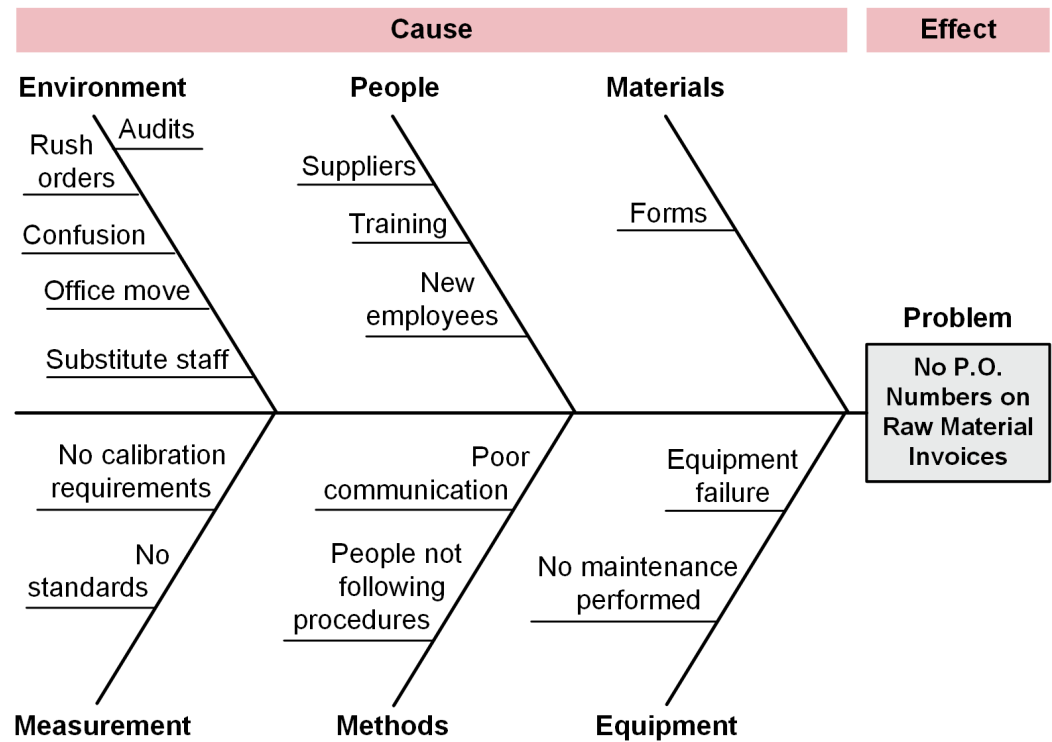 Cause
Effect
Environment
People
Materials
Audits
Rush
orders
Confusion
Office move
Substitute staff
Suppliers
Training
New
employees
Forms
Problem
No P.O.
Numbers on
Raw Material
Invoices
No calibration
requirements
No
standards
Poor
communication
People not
following
procedures
Equipment
failure
No maintenance
performed
Measurement
Methods
Equipment